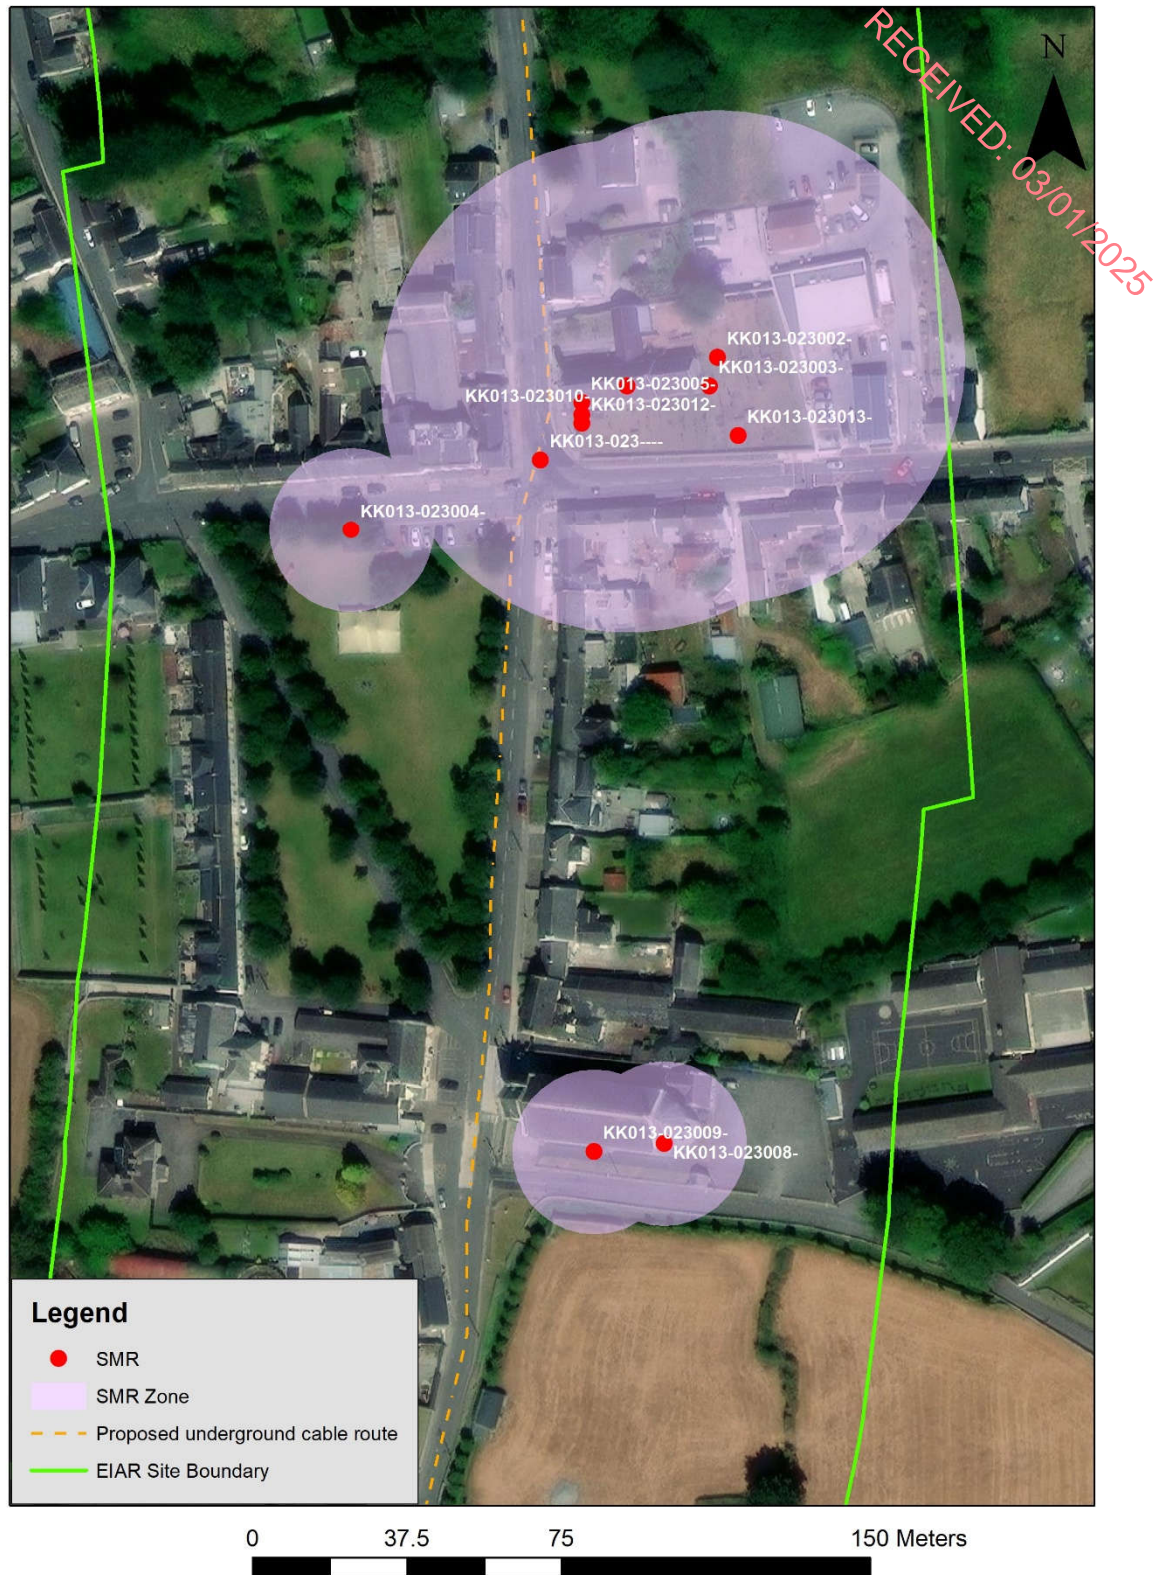 RECEIVED: 03/01/2025
N
KK013-023002-
KK013-023003-
KK013-023005-
KK013-023010-
KK013-023012-
KK013-023013-
KK013-023----
KK013-023004-
KK013-023009-
KK013-023008-
Legend
SMR
SMR Zone
Proposed underground cable route
EIAR Site Boundary
0 37.5 75 150 Meters